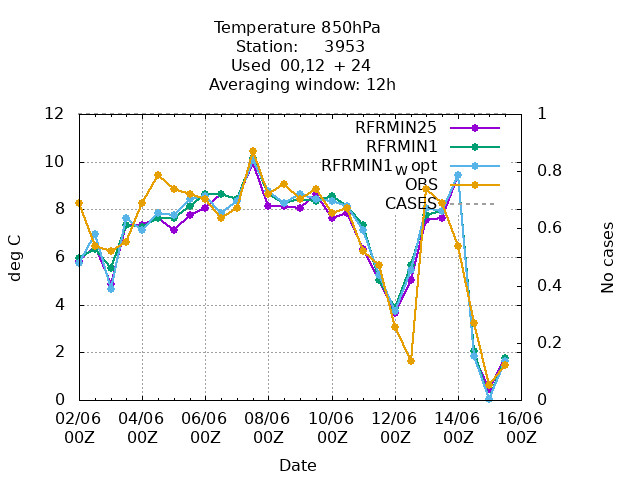 Temperature 850hPa
Station: 3953
Used 00,12 + 24
Averaging window: 12h
RFRMIN25
RFRMIN1
RFRMIN1_w opt
OBS
CASES
deg C
No cases
12
10
8
6
4
2
0
1
0.8
0.6
0.4
0.2
0
02/06 04/06 06/06 08/06 10/06 12/06 14/06 16/06
00Z 00Z 00Z 00Z 00Z 00Z 00Z 00Z
Date